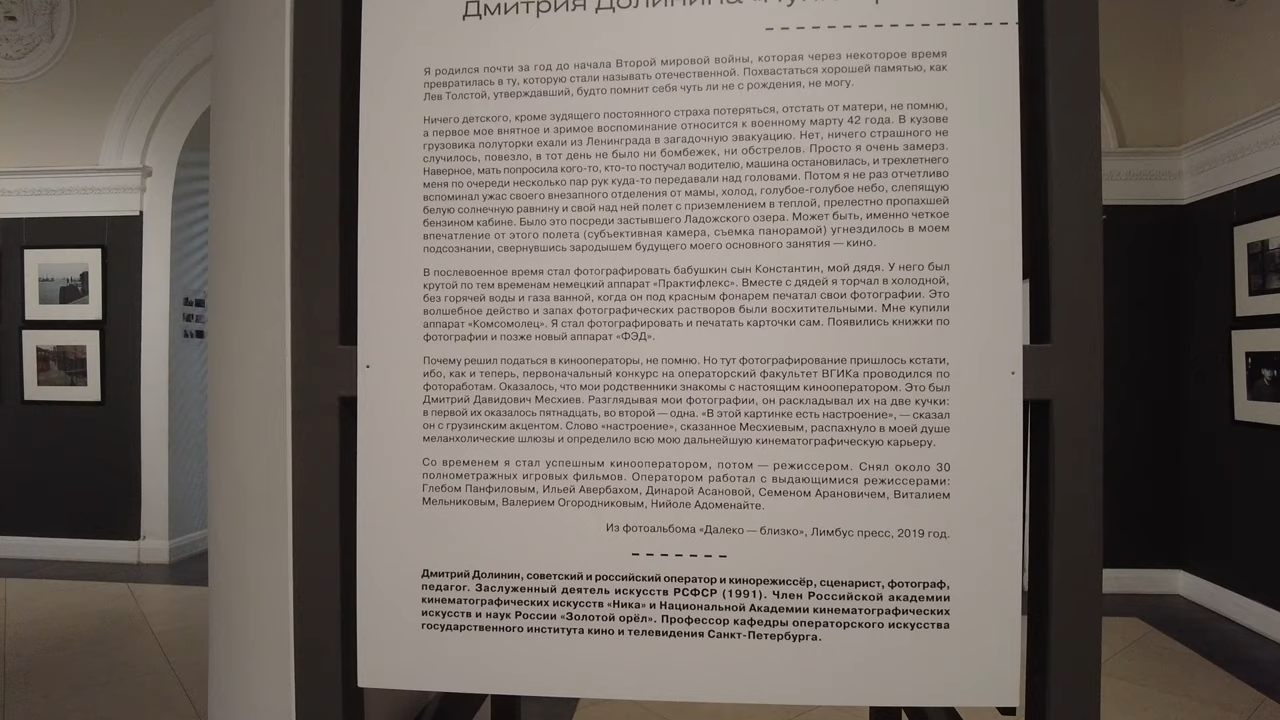 Дмитрия Долинина
Я родился почти за год до начала Второй мировой войны, которая через некоторое время
превратилась в ту, которую стали называть отечественной. Похвастаться хорошей памятью, как
Лев Толстой, утверждавший, будто помнит себя чуть ли не с рождения, не могу.
Ничего детского, кроме зудящего постоянного страха потеряться, отстать от матери, не помню,
а первое мое внятное и зримое воспоминание относится к военному марту 42 года. В кузове
грузовика полуторки ехали из Ленинграда в загадочную эвакуацию. Нет, ничего страшного не
случилось, повезло, в тот день не было ни бомбежек, ни обстрелов. Просто я очень замерз.
Наверное, мать попросила кого-то, кто-то постучал водителю, машина остановилась, и трехлетнего
меня по очереди несколько пар рук куда-то передавали над головами. Потом я не раз отчетливо
вспоминал ужас своего внезапного отделения от мамы, холод, голубое-голубое небо, слепящую
белую солнечную равнину и свой над ней полет с приземлением в теплой, прелестно пропахшей
бензином кабине. Было это посреди застывшего Ладожского озера. Может быть, именно четкое
впечатление от этого полета (субъективная камера, съемка панорамой) угнездилось в моем
подсознании, свернувшись зародышем будущего моего основного занятия — кино.
В послевоенное время стал фотографировать бабушкин сын Константин, мой дядя. У него был
крутой по тем временам немецкий аппарат «Практифлекс». Вместе с дядей я торчал в холодной,
без горячей воды и газа ванной, когда он под красным фонарем печатал свои фотографии. Это
волшебное действо и запах фотографических растворов были восхитительными. Мне купили
аппарат «Комсомолец». Я стал фотографировать и печатать карточки сам. Появились книжки по
фотографии и позже новый аппарат «ФЭД».
Почему решил податься в кинооператоры, не помню. Но тут фотографирование пришлось кстати,
ибо, как и теперь, первоначальный конкурс на операторский факультет ВГИКа проводился по
фотоработам. Оказалось, что мои родственники знакомы с настоящим кинооператором. Это был
Дмитрий Давидович Месхиев. Разглядывая мои фотографии, он раскладывал их на две кучки:
в первой их оказалось пятнадцать, во второй — одна. «В этой картинке есть настроение», — сказал
он с грузинским акцентом. Слово «настроение», сказанное Месхиевым, распахнуло в моей душе
меланхолические шлюзы и определило всю мою дальнейшую кинематографическую карьеру.
Со временем я стал успешным кинооператором, потом — режиссером. Снял около 30
полнометражных игровых фильмов. Оператором работал с выдающимися режиссерами:
Глебом Панфиловым, Ильей Авербахом, Динарой Асановой, Семеном Арановичем, Виталием
Мельниковым, Валерием Огородниковым, Нийоле Адоменайте.
Из фотоальбома «Далеко — близко», Лимбус пресс, 2019 год.
Дмитрий Долинин, советский и российский оператор и кинорежиссёр, сценарист, фотограф,
педагог. Заслуженный деятель искусств РСФСР (1991). Член Российской академии
кинематографических искусств «Ника» и Национальной Академии кинематографических
искусств и наук России «Золотой орёл». Профессор кафедры операторского искусства
государственного института кино и телевидения Санкт-Петербурга.